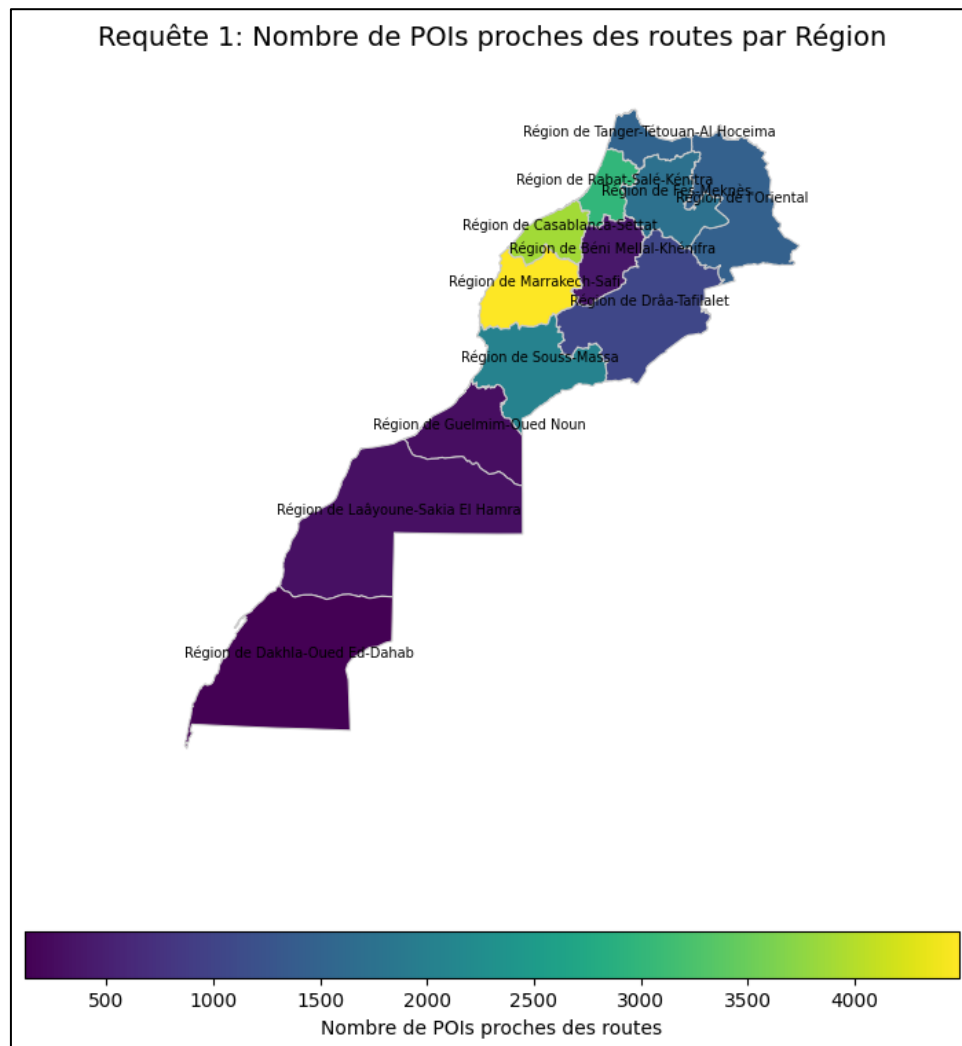 Requête 1: Nombre de POIs proches des routes par Région
Région de Tanger-Tétouan-Al Hoceima
Région de Rabat-Salé-Kénitra
Région de Fès-Meknès
Région de l'Oriental
Région de Casablanca-Settat
Région de Béni Mellal-Khénifra
Région de Marrakech-Safi
Région de Drâa-Tafilalet
Région de Souss-Massa
Région de Guelmim-Oued Noun
Région de Laâyoune-Sakia El Hamra
Région de Dakhla-Oued Ed-Dahab
500 1000 1500 2000 2500 3000 3500 4000
Nombre de POIs proches des routes